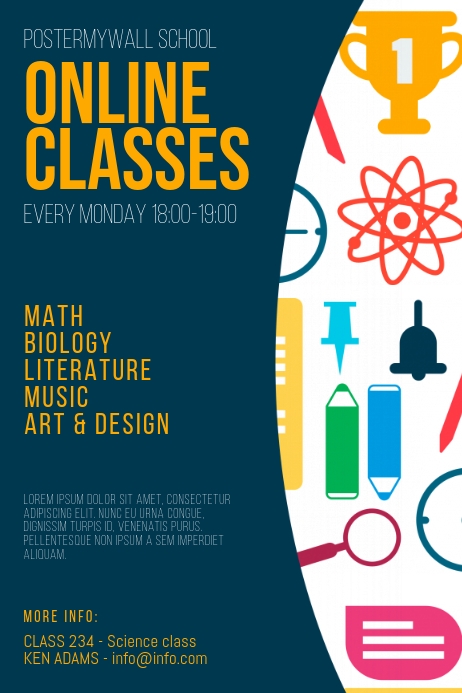 POSTERMYWALL SCHOOL
ONLINE
CLASSES
EVERY MONDAY 18:00-19:00
1
MATH
BIOLOGY
LITERATURE
MUSIC
ART & DESIGN
LOREM IPSUM DOLOR SIT AMET, CONSECTETUR
ADIPISCING ELIT. NUNC EU URNA CONGUE,
DIGNISSIM TURPIS ID, VENENATIS PURUS.
PELLENTESQUE NON IPSUM A SEM IMPERDIET
ALIQUAM.
MORE INFO:
CLASS 234 - Science class
KEN ADAMS - info@info.com